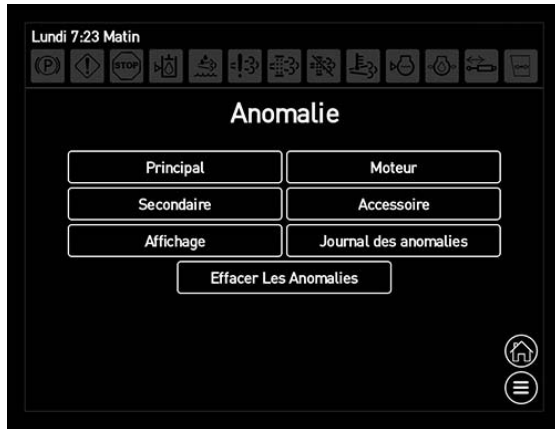 Lundi 7:23 Matin
STOP
Anomalie
Principal Moteur
Secondaire Accessoire
Affichage Journal des anomalies
Effacer Les Anomalies